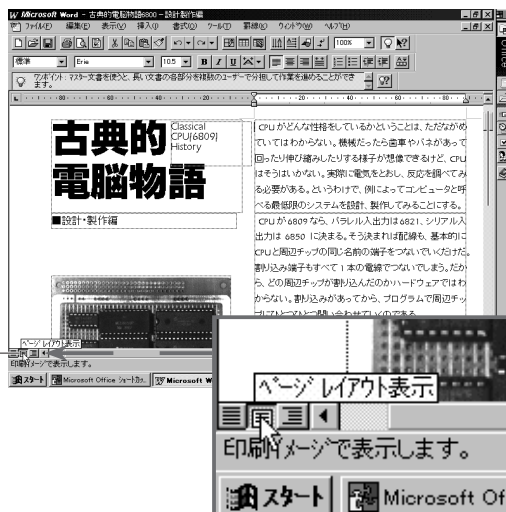 Microsoft Word - 古典的電脳物語6800 - 設計製作編
ファイル(F) 編集(E) 表示(V) 挿入(I) 書式(O) ツール(T) 罫線(C) ウィンドウ(W) ヘルプ(H)
100%
標準 Eris 10.5 B I U
ワンポイント: マスター文書を使うと、長い文書の各部分を複数のユーザーで分担して作業を進めることができ
ます。
古典的
電脳物語
Classical
CPU[6809]
History
■設計・製作編
CPUがどんな性格をしているかということは、ただながめ
ていてはわからない。機械だったら歯車やバネがあって
回ったり伸び縮みしたりする様子が想像できるけど、CPU
はそうはいかない。実際に電気をとおし、反応を調べてみ
る必要がある。というわけで、例によってコンピュータと呼
べる最低限のシステムを設計、製作してみることにする。
CPUが6809なら、パラレル入出力は6821、シリアル入
出力は 6850 に決まる。そう決まれば配線も、基本的に
CPUと周辺チップの同じ名前の端子をつないでいくだけだ。
割り込み端子もすべて1本の電線でつないでしまう。だか
ら、どの周辺チップが割り込んだのかハードウェアではわ
からない。割り込みがあってから、プログラムで周辺チッ
プにひとつひとつ問い合わせていくのである。
ページ レイアウト表示
印刷イメージで表示します。
スタート Microsoft Office ショートカッ... Microsoft W
Office
ページ レイアウト表示
印刷イメージで表示します。
スタート Microsoft Of